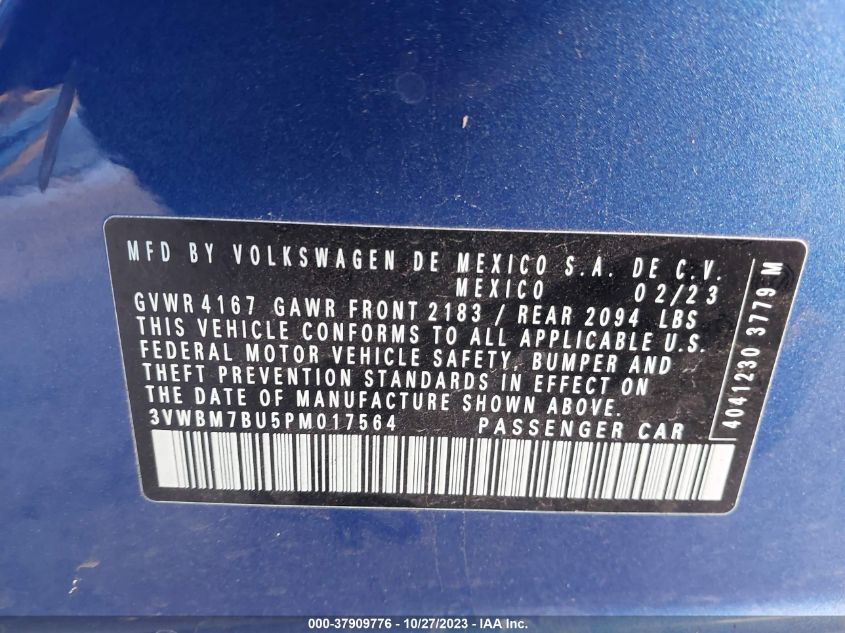 MFD BY VOLKSWAGEN DE MEXICO S.A. DE C.V.
MEXICO 02/23
GVWR 4167 GAWR FRONT 2183 / REAR 2094 LBS
THIS VEHICLE CONFORMS TO ALL APPLICABLE U.S.
FEDERAL MOTOR VEHICLE SAFETY, BUMPER AND
THEFT PREVENTION STANDARDS IN EFFECT ON
THE DATE OF MANUFACTURE SHOWN ABOVE.
3VWBM7BU5PM017564 PASSENGER CAR
4041230 3779 M
000-37909776 - 10/27/2023 - IAA Inc.